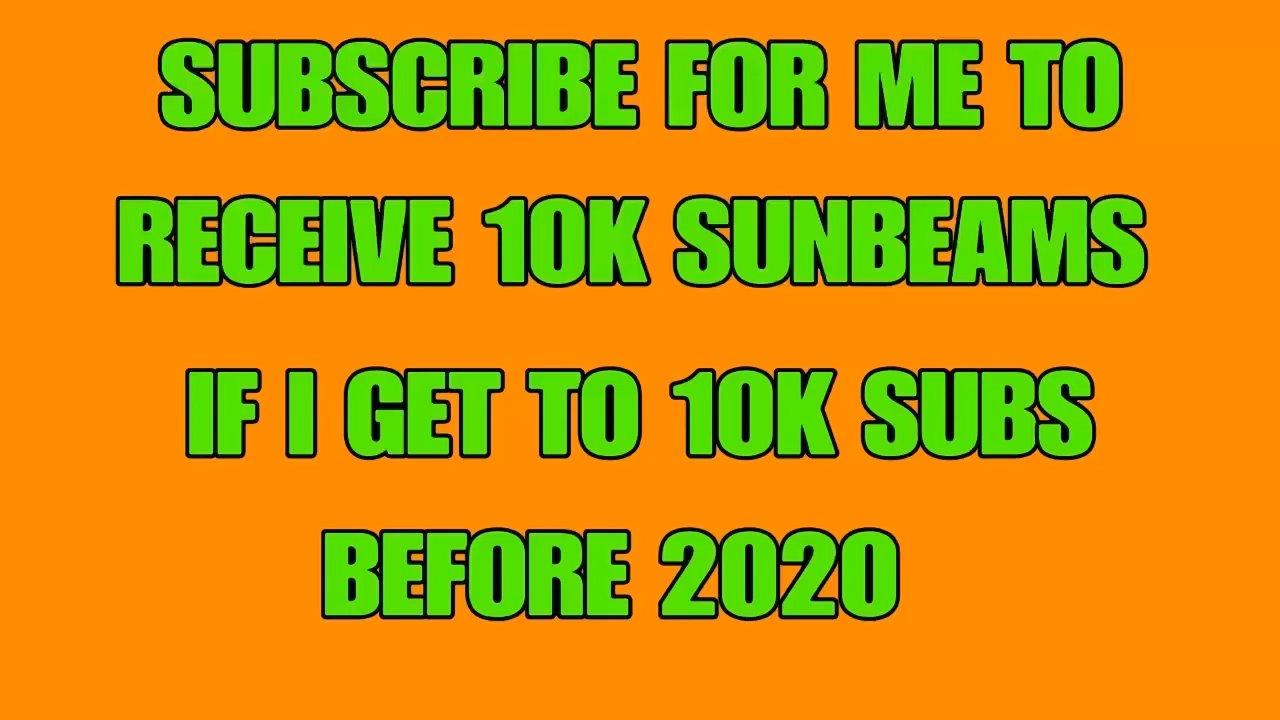 SUBSCRIBE FOR ME TO
RECEIVE 10K SUNBEAMS
IF I GET TO 10K SUBS
BEFORE 2020